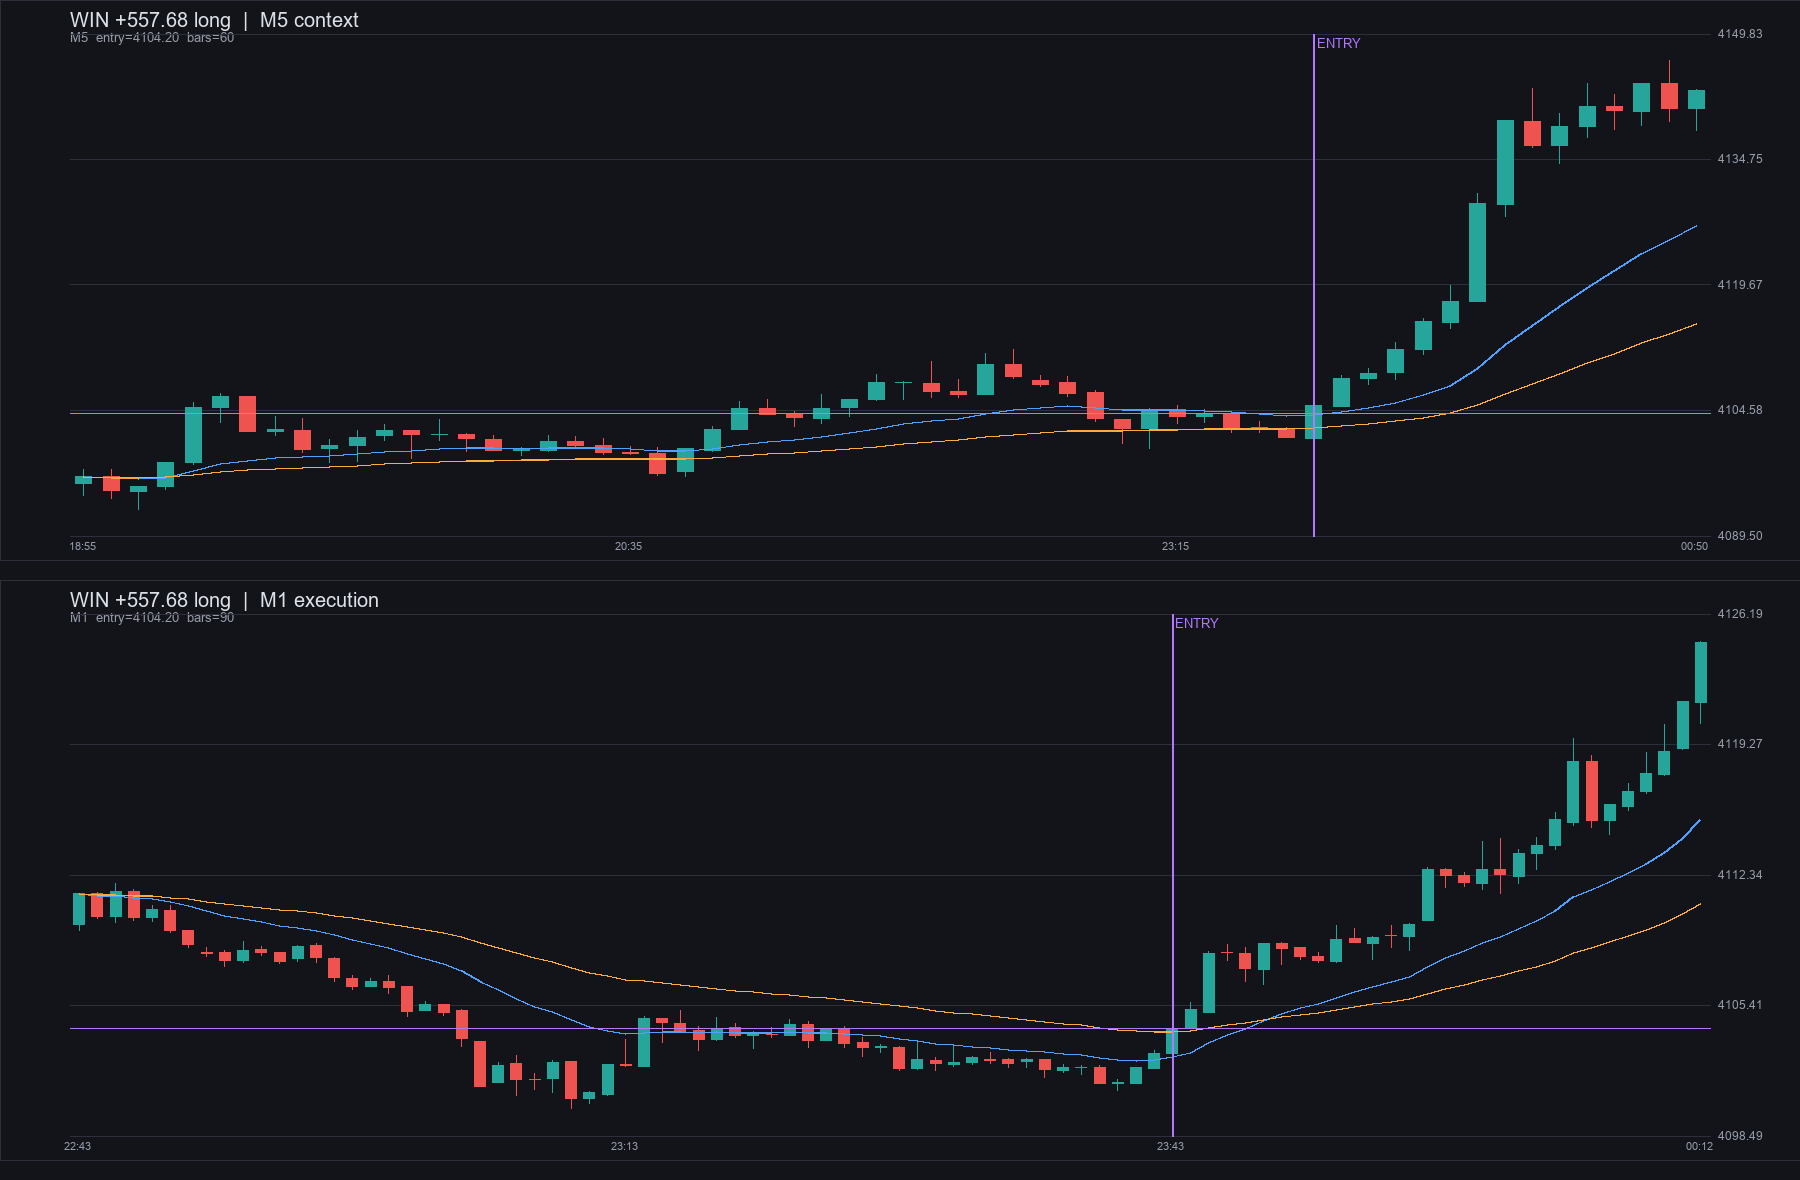 WIN +557.68 long | M5 context
M5 entry=4104.20 bars=60
ENTRY
4149.83
4134.75
4119.67
4104.58
4089.50
18:55 20:35 23:15 00:50
WIN +557.68 long | M1 execution
M1 entry=4104.20 bars=90
ENTRY
4126.19
4119.27
4112.34
4105.41
4098.49
22:43 23:13 23:43 00:12